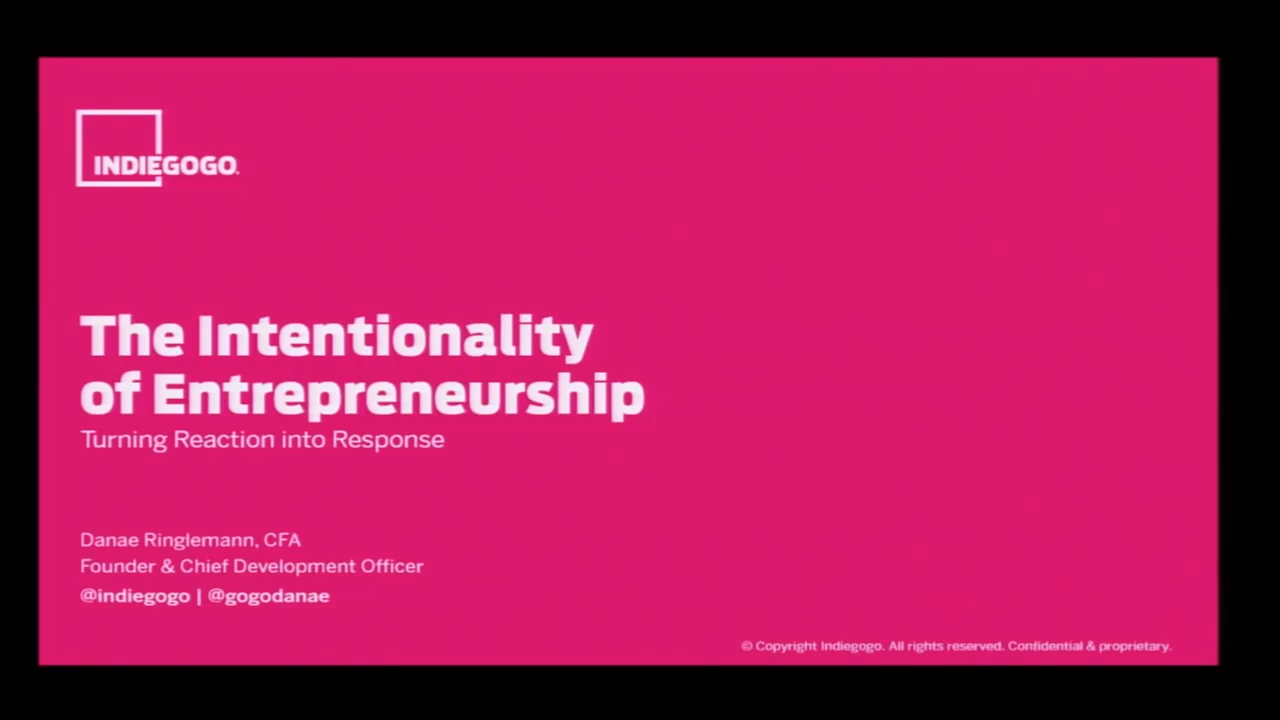 INDIEGOGO.
The Intentionality
of Entrepreneurship
Turning Reaction into Response
Danae Ringlemann, CFA
Founder & Chief Development Officer
@indiegogo | @gogodanae
© Copyright Indiegogo. All rights reserved. Confidential & proprietary.